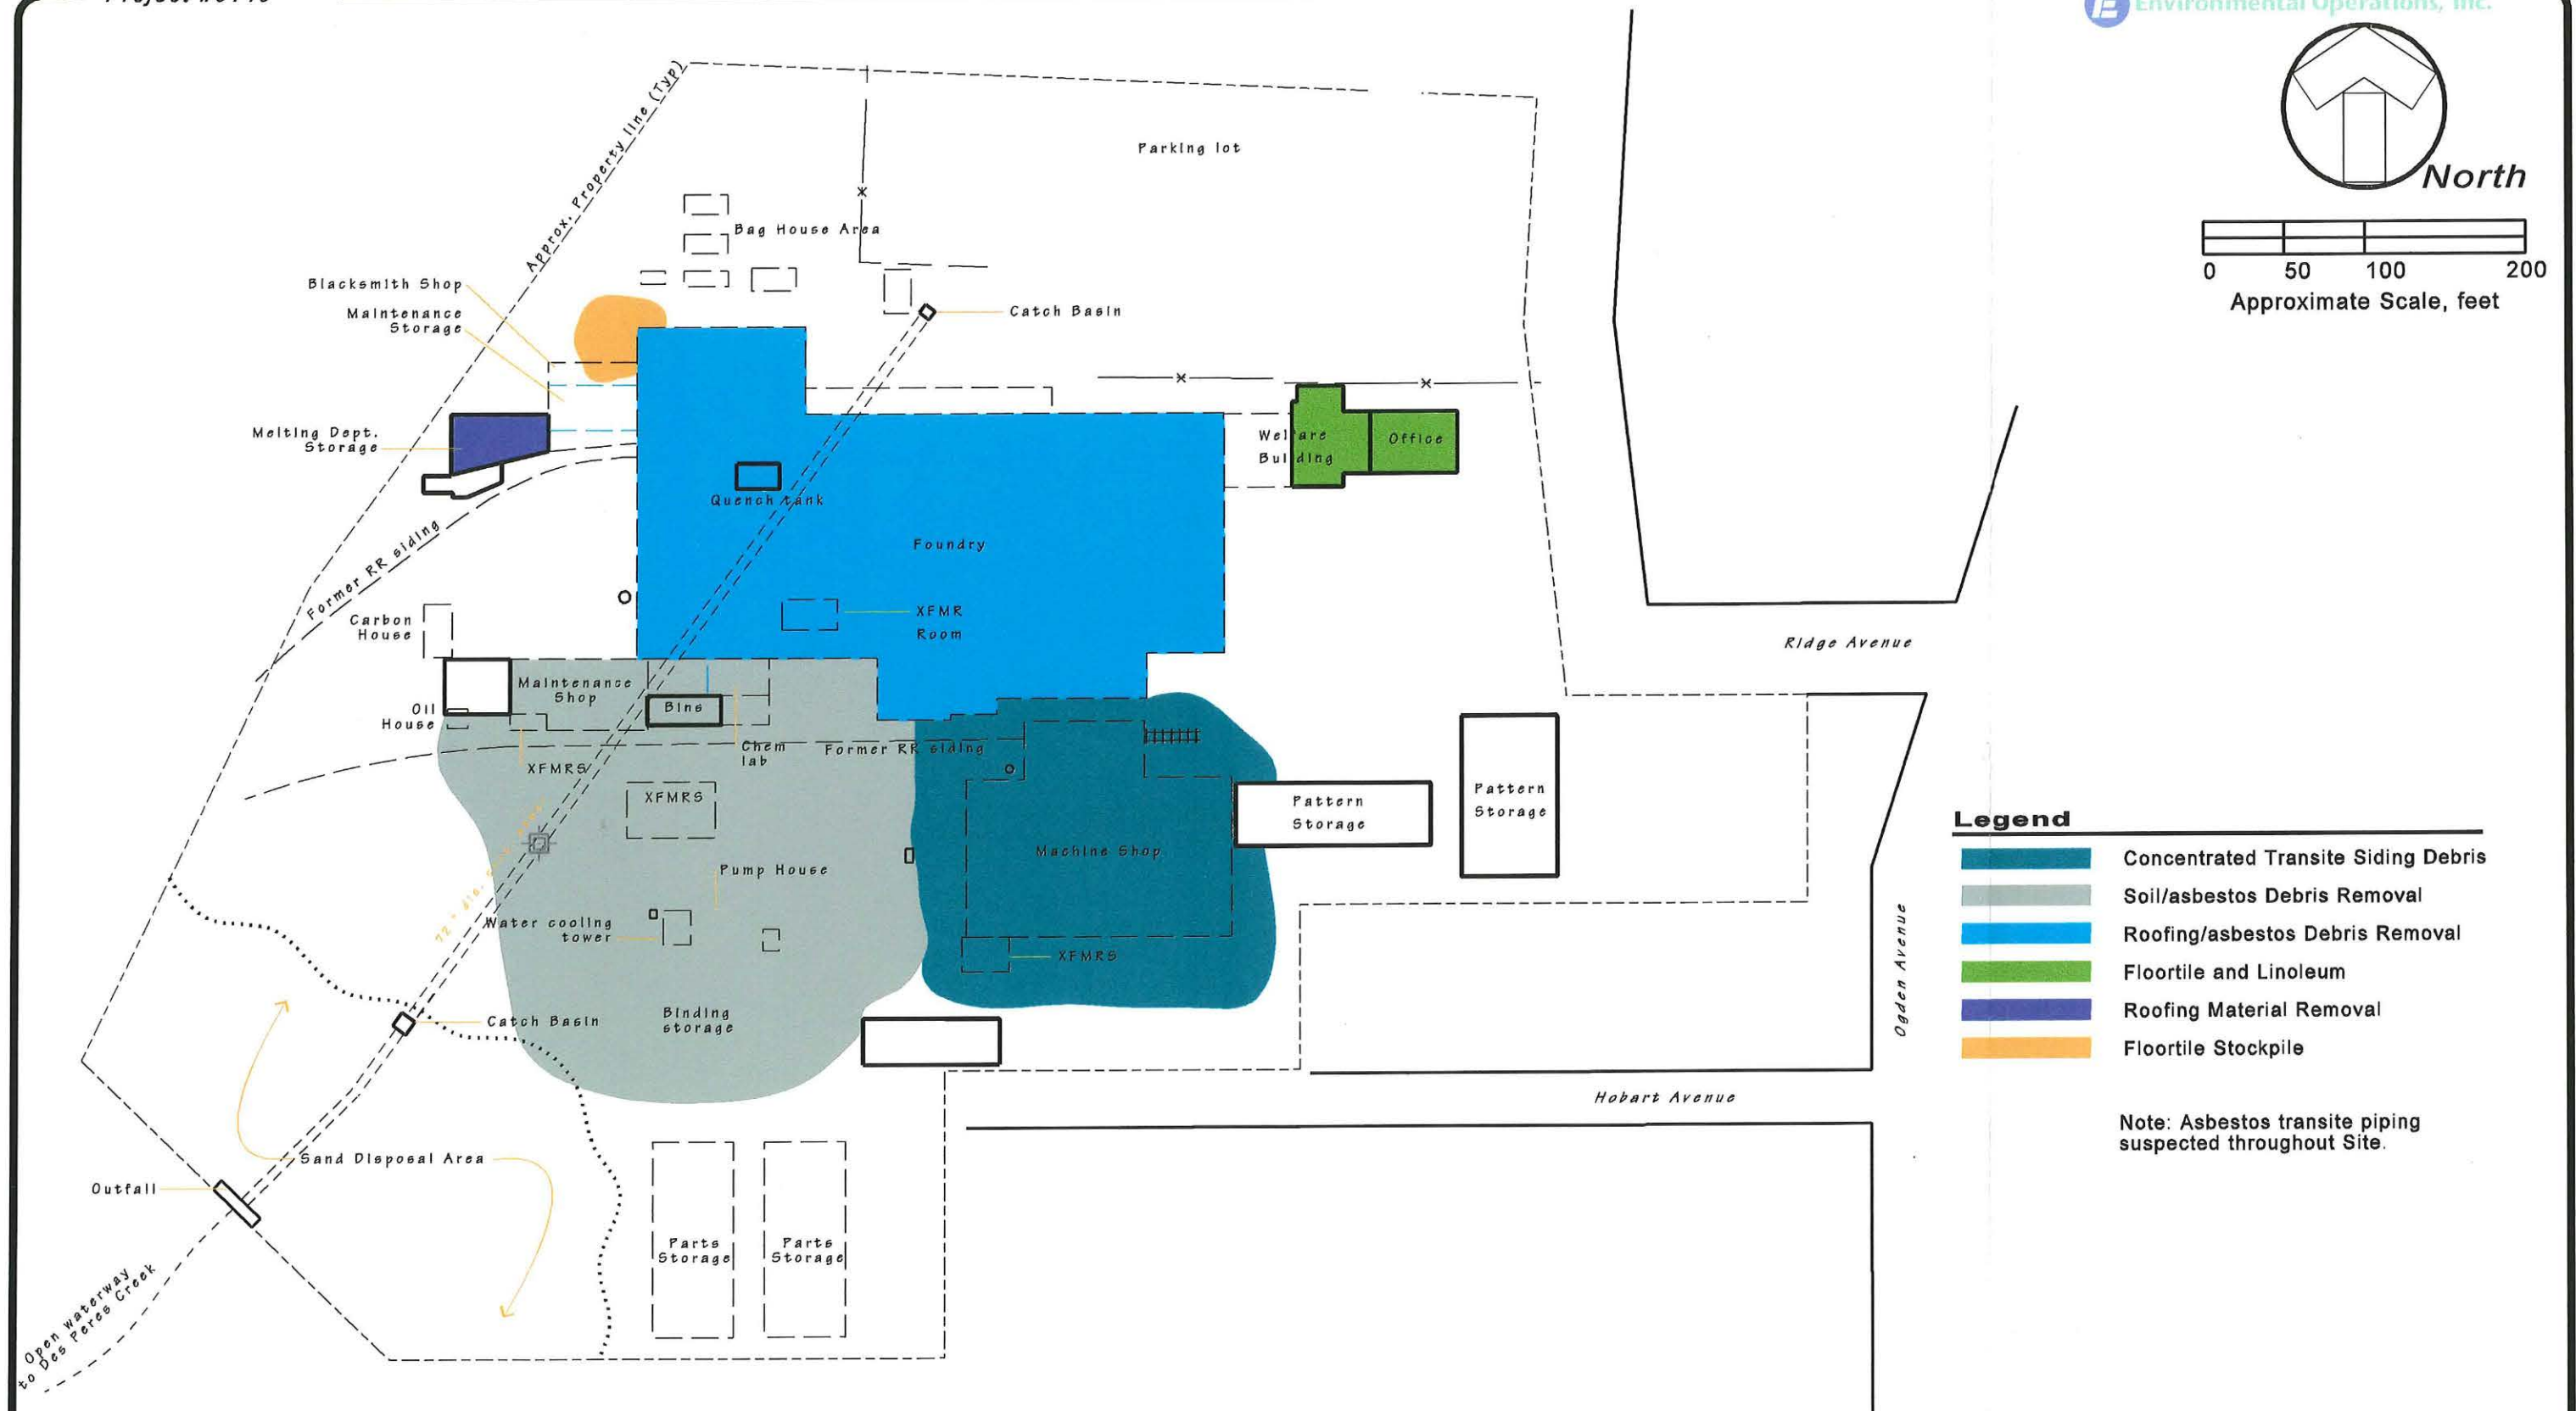 Environmental Operations, Inc.
North
0 50 100 200
Approximate Scale, feet
Approx. Property line (Typ)
Parking lot
Bag House Area
Blacksmith Shop
Maintenance
Storage
Catch Basin
Melting Dept.
Storage
Welfare
Building
Office
Quench tank
Foundry
Former RR siding
XFMR
Room
Carbon
House
Ridge Avenue
Maintenance
Shop
Bins
Oil
House
Chem
lab
Former RR siding
XFMRS
XFMRS
Pattern
Storage
Pattern
Storage
Machine Shop
Pump House
72" dia.
Water cooling
tower
XFMRS
Ogden Avenue
Binding
storage
Catch Basin
Hobart Avenue
Sand Disposal Area
Outfall
Parts
Storage
Parts
Storage
Open waterway
to Des Peres Creek
Legend
Concentrated Transite Siding Debris
Soil/asbestos Debris Removal
Roofing/asbestos Debris Removal
Floortile and Linoleum
Roofing Material Removal
Floortile Stockpile
Note: Asbestos transite piping
suspected throughout Site.